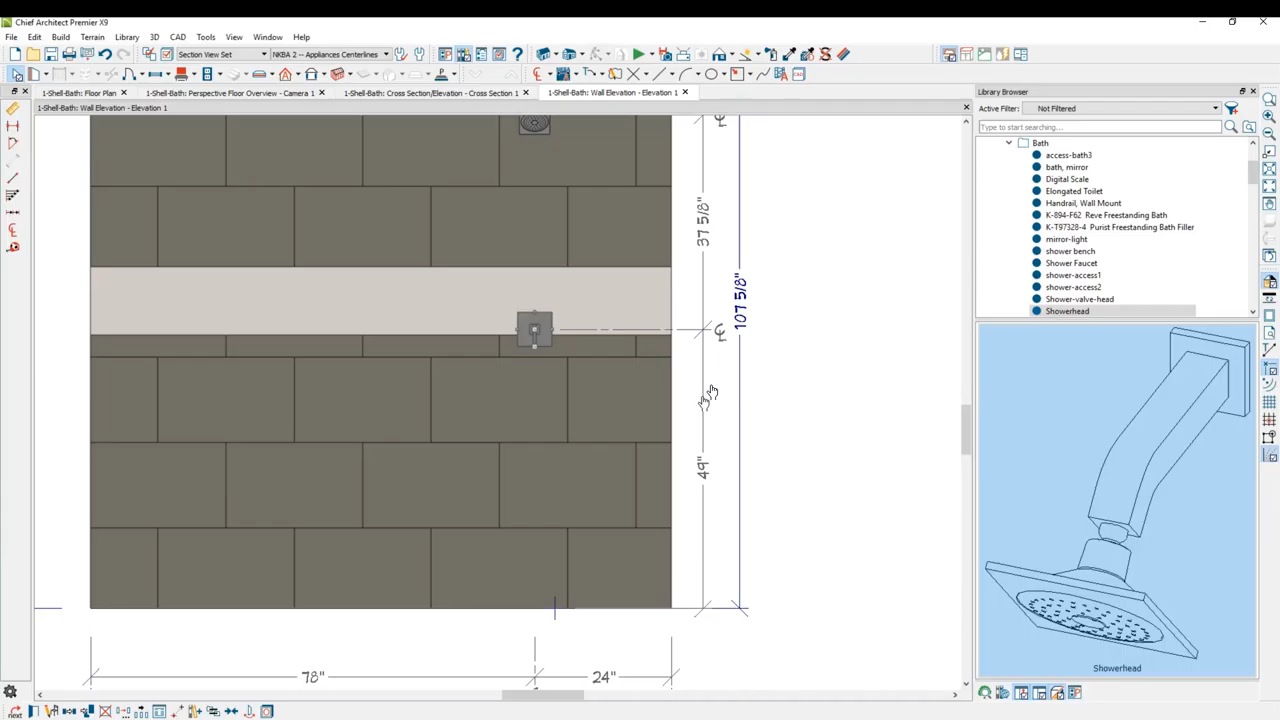 Chief Architect Premier X9
File Edit Build Terrain Library 3D CAD Tools View Window Help
Section View Set NKBA 2 -- Appliances Centerlines
1-Shell-Bath: Floor Plan 1-Shell-Bath: Perspective Floor Overview - Camera 1 1-Shell-Bath: Cross Section/Elevation - Cross Section 1 1-Shell-Bath: Wall Elevation - Elevation 1
1-Shell-Bath: Wall Elevation - Elevation 1
Library Browser
Active Filter: Not Filtered
Type to start searching...
Bath
access-bath3
bath, mirror
Digital Scale
Elongated Toilet
Handrail, Wall Mount
K-894-F62 Reve Freestanding Bath
K-T97328-4 Purist Freestanding Bath Filler
mirror-light
shower bench
Shower Faucet
shower-access1
shower-access2
Shower-valve-head
Showerhead
37 5/8"
107 5/8"
49"
78" 24"
Showerhead
next